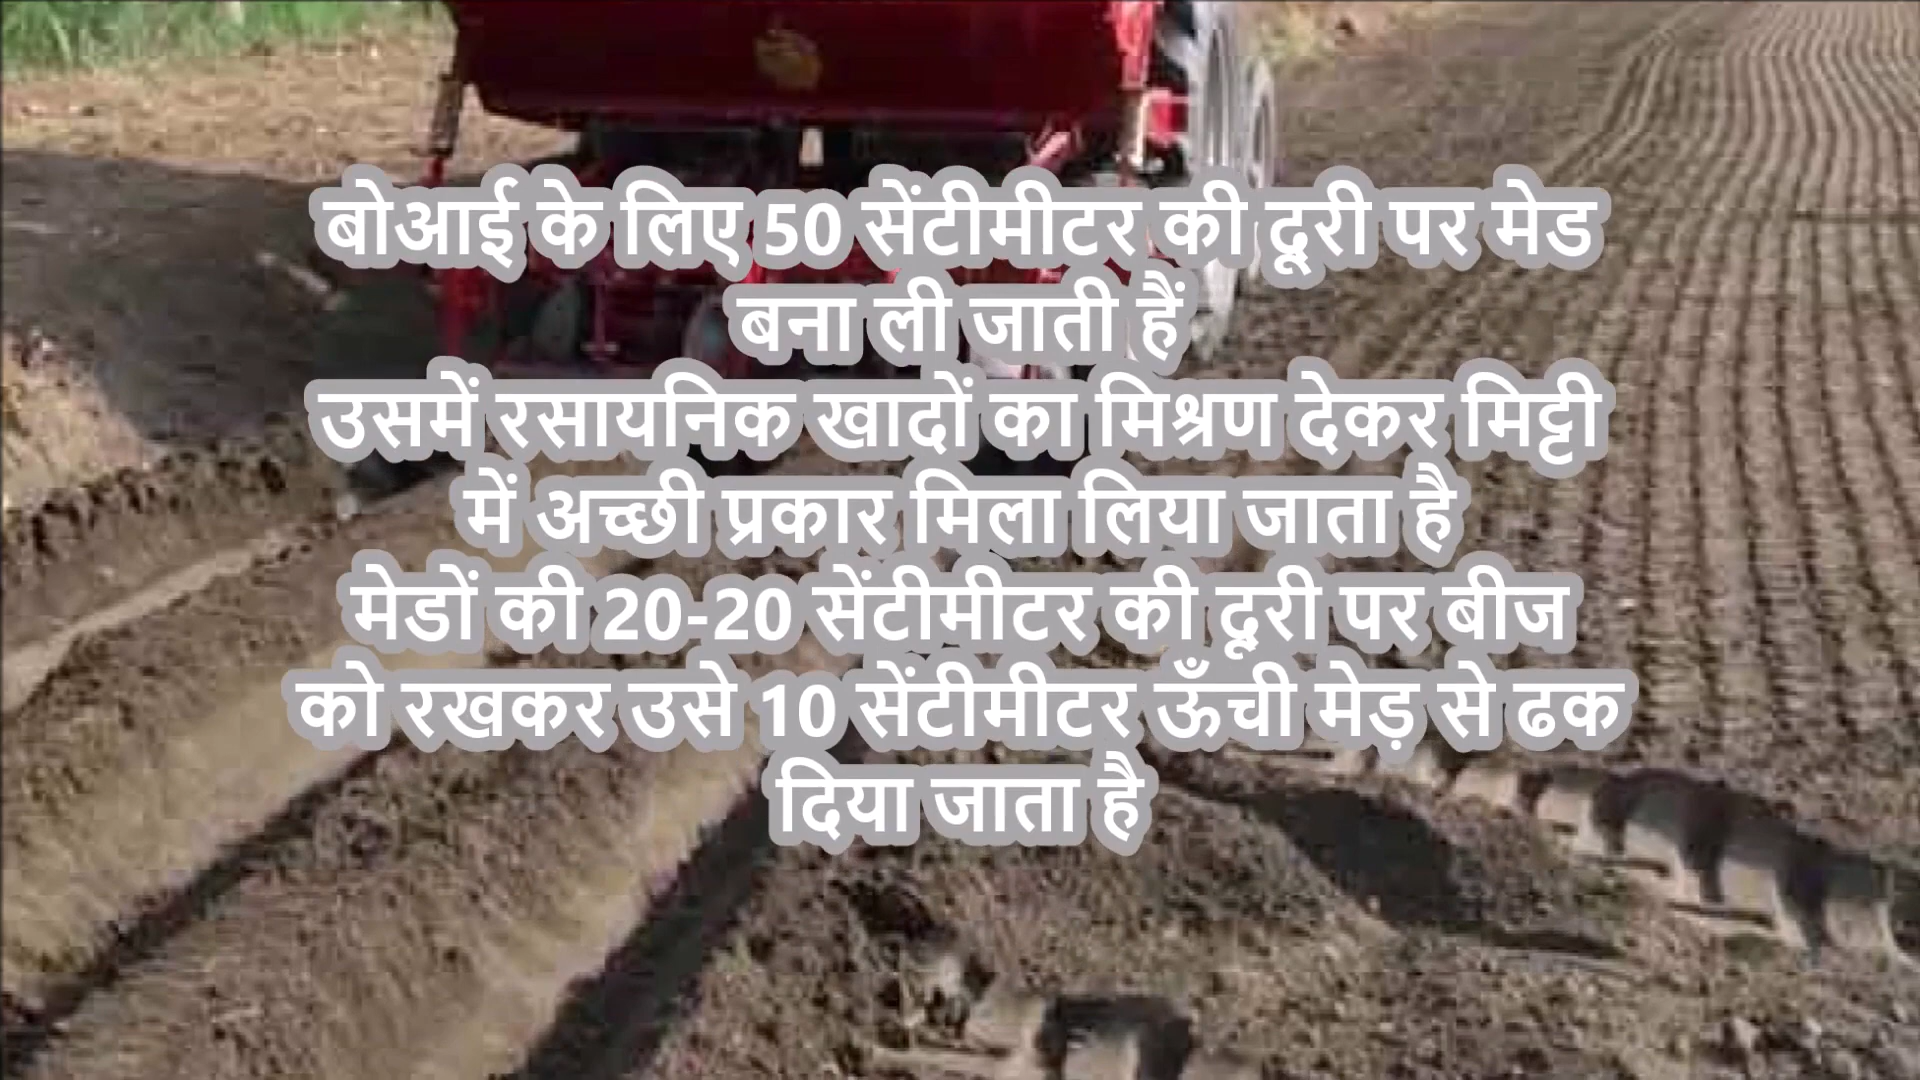 बोआई के लिए 50 सेंटीमीटर की दूरी पर मेड
बना ली जाती हैं
उसमें रसायनिक खादों का मिश्रण देकर मिट्टी
में अच्छी प्रकार मिला लिया जाता है
मेडों की 20-20 सेंटीमीटर की दूरी पर बीज
को रखकर उसे 10 सेंटीमीटर ऊँची मेड़ से ढक
दिया जाता है